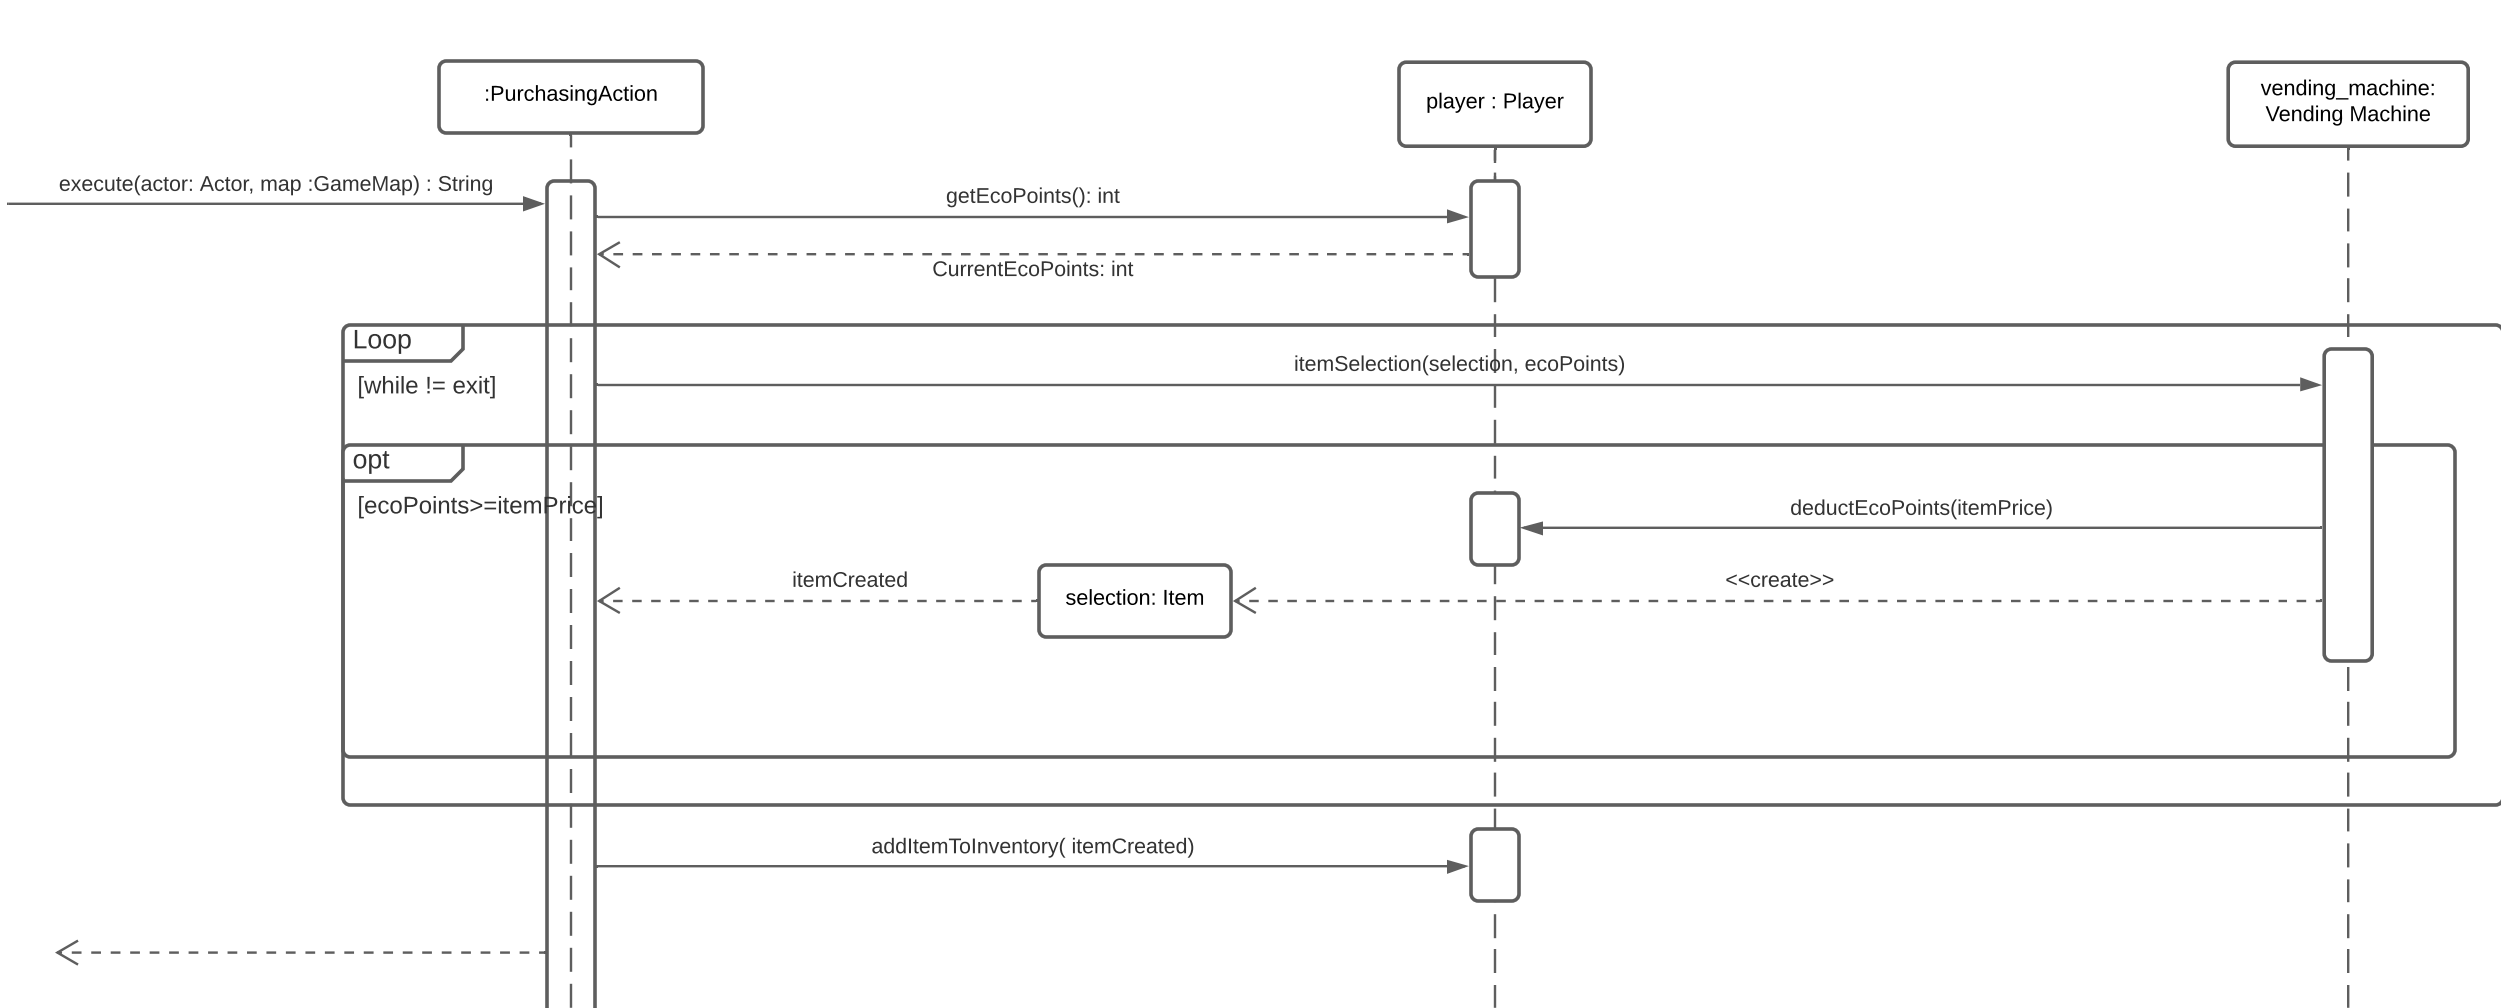 :PurchasingAction
player : Player
vending_machine:
Vending Machine
execute(actor: Actor, map :GameMap) : String
getEcoPoints(): int
CurrentEcoPoints: int
Loop
[while != exit]
itemSelection(selection, ecoPoints)
opt
[ecoPoints>=itemPrice]
deductEcoPoints(itemPrice)
itemCreated
selection: Item
<<create>>
addItemToInventory( itemCreated)